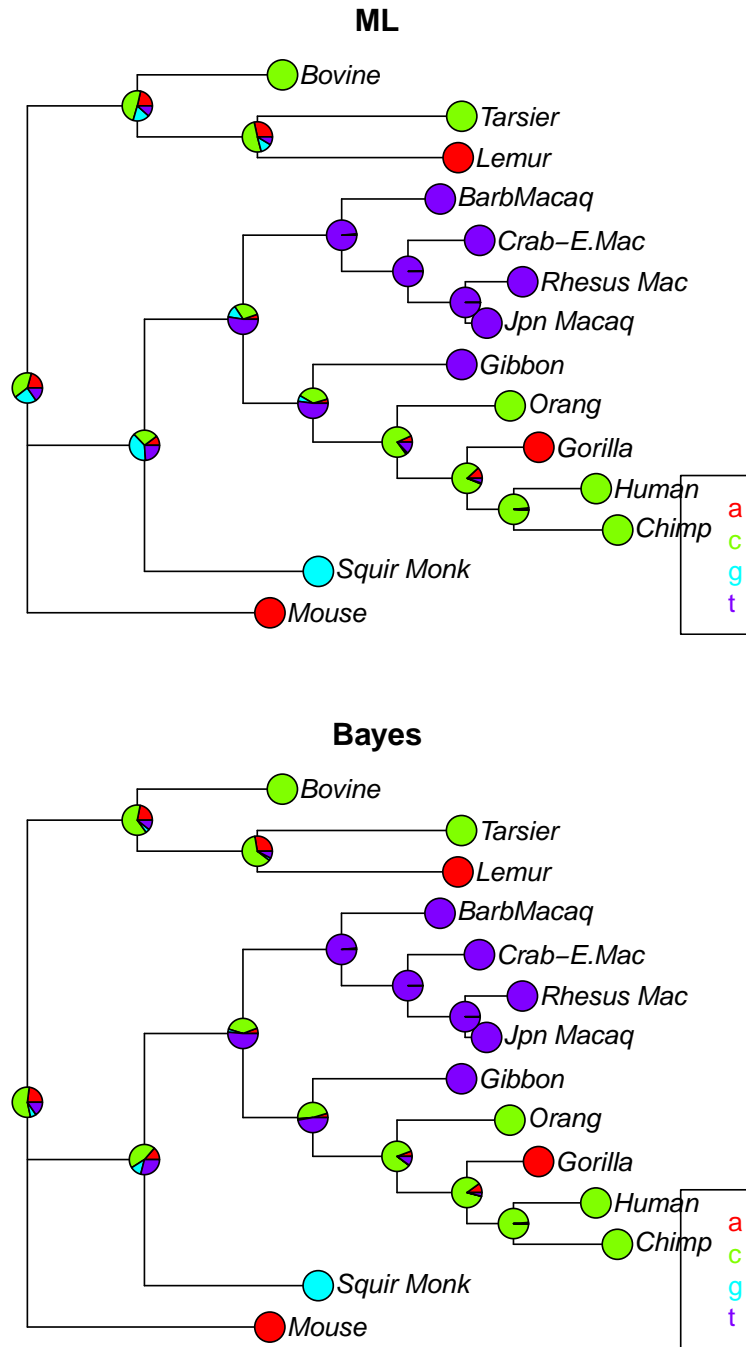 ML
Bovine
Tarsier
Lemur
BarbMacaq
Crab−E.Mac
Rhesus Mac
Jpn Macaq
Gibbon
Orang
Gorilla
Human
Chimp
Squir Monk
Mouse
a
c
g
t
Bayes
Bovine
Tarsier
Lemur
BarbMacaq
Crab−E.Mac
Rhesus Mac
Jpn Macaq
Gibbon
Orang
Gorilla
Human
Chimp
Squir Monk
Mouse
a
c
g
t